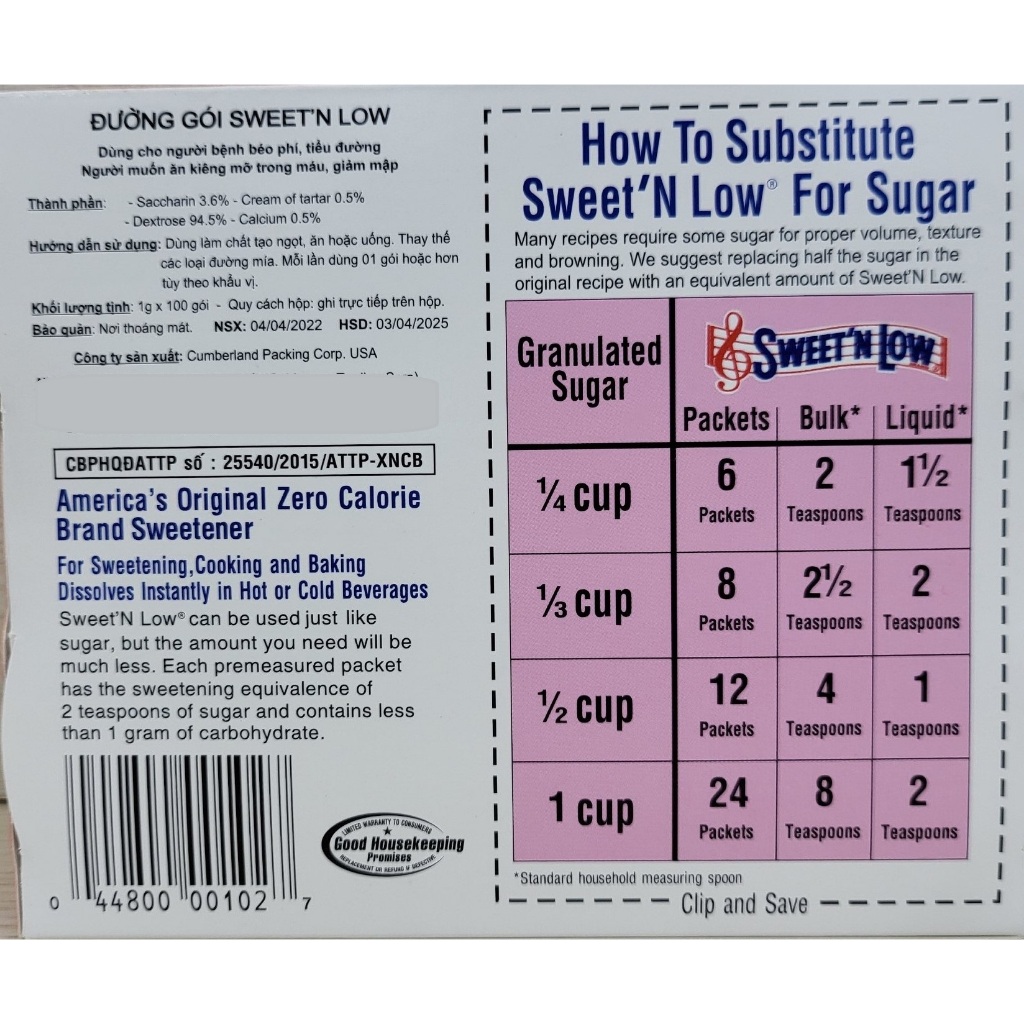 ĐƯỜNG GÓI SWEET'N LOW
Dùng cho người bệnh béo phí, tiểu đường
Người muốn ăn kiêng mỡ trong máu, giảm mập
Thành phần: - Saccharin 3.6% - Cream of tartar 0.5%
- Dextrose 94.5% - Calcium 0.5%
Hướng dẫn sử dụng: Dùng làm chất tạo ngọt, ăn hoặc uống. Thay thế
các loại đường mía. Mỗi lần dùng 01 gói hoặc hơn
tùy theo khẩu vị.
Khối lượng tịnh: 1g x 100 gói - Quy cách hộp: ghi trực tiếp trên hộp.
Bảo quản: Nơi thoáng mát. NSX: 04/04/2022 HSD: 03/04/2025
Công ty sản xuất: Cumberland Packing Corp. USA
CBPHQĐATTP số : 25540/2015/ATTP-XNCB
America's Original Zero Calorie
Brand Sweetener
For Sweetening,Cooking and Baking
Dissolves Instantly in Hot or Cold Beverages
Sweet'N Low® can be used just like
sugar, but the amount you need will be
much less. Each premeasured packet
has the sweetening equivalence of
2 teaspoons of sugar and contains less
than 1 gram of carbohydrate.
0 44800 00102 7
LIMITED WARRANTY TO CONSUMERS
Good Housekeeping
Promises
REPLACEMENT OR REFUND IF DEFECTIVE
How To Substitute
Sweet'N Low® For Sugar
Many recipes require some sugar for proper volume, texture
and browning. We suggest replacing half the sugar in the
original recipe with an equivalent amount of Sweet'N Low.
Granulated
Sugar
SWEET'N LOW
Packets Bulk* Liquid*
¼ cup 6 2 1½
Packets Teaspoons Teaspoons
⅓ cup 8 2½ 2
Packets Teaspoons Teaspoons
½ cup 12 4 1
Packets Teaspoons Teaspoons
1 cup 24 8 2
Packets Teaspoons Teaspoons
*Standard household measuring spoon
Clip and Save